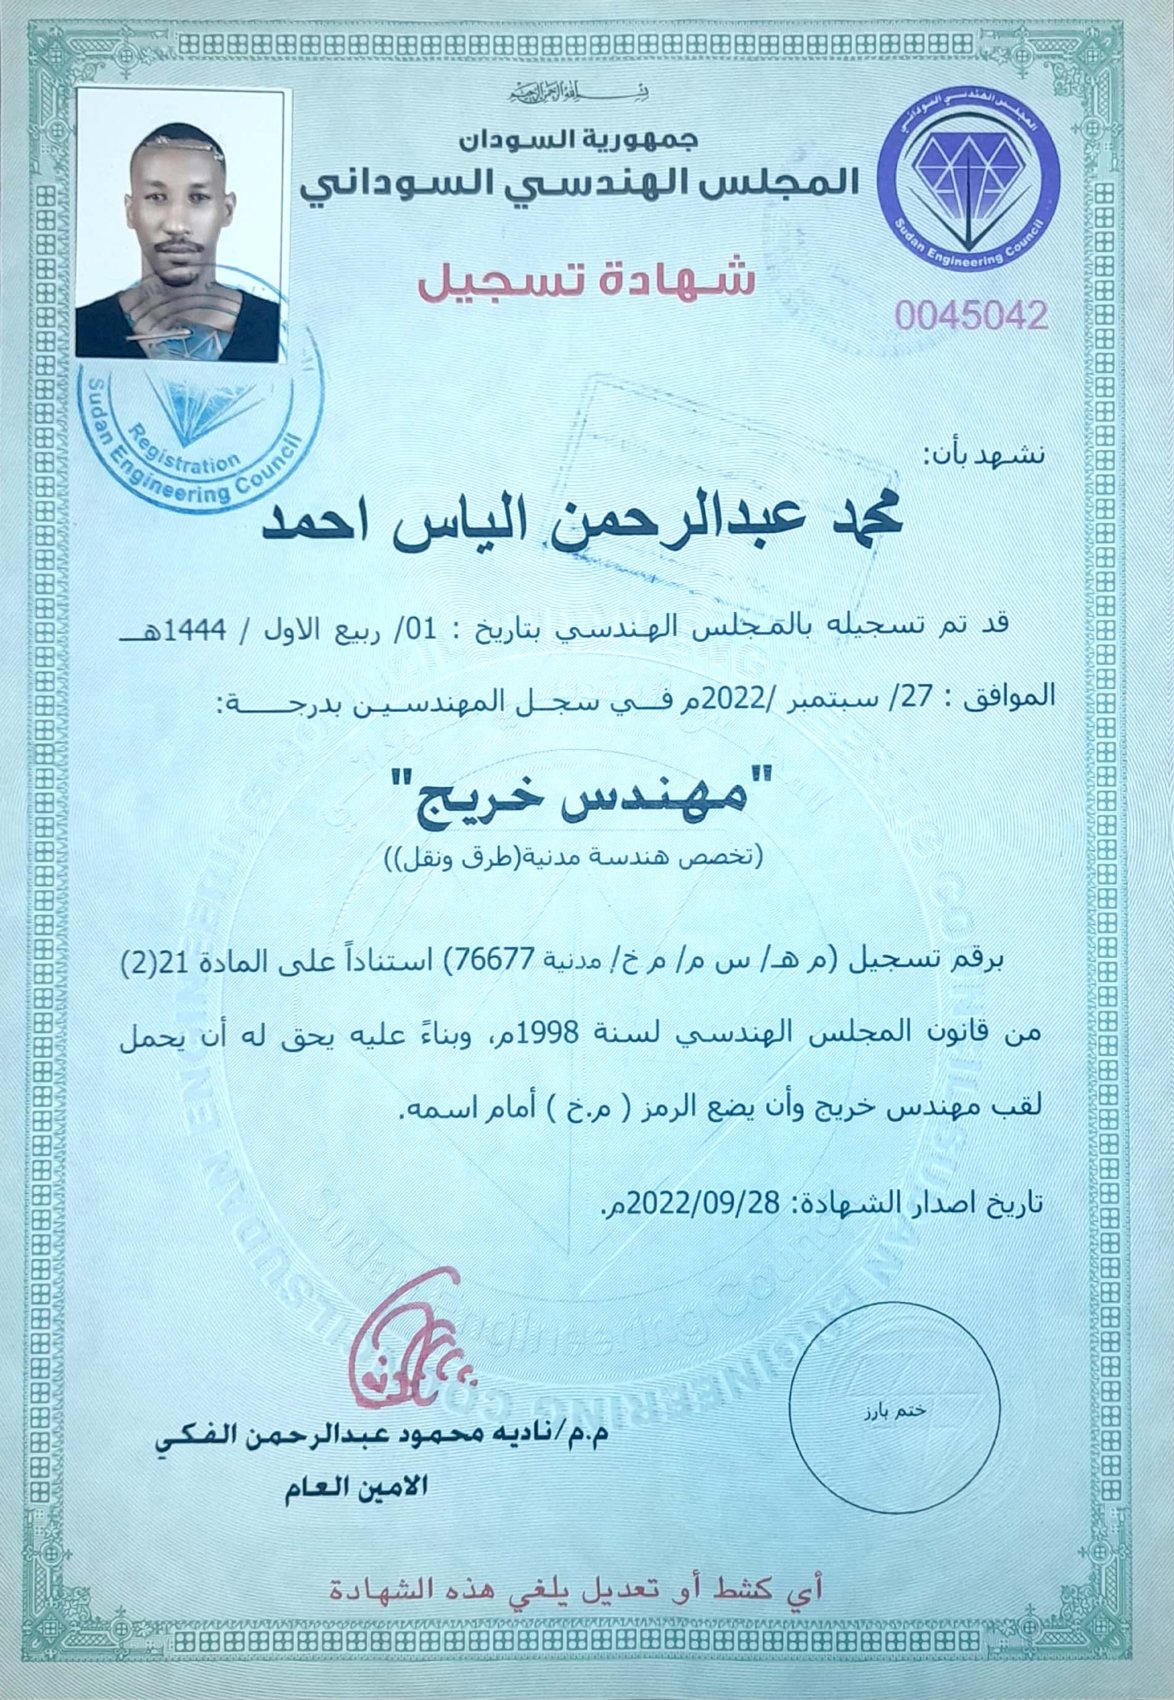 بسم الله الرحمن الرحيم
جمهورية السودان
المجلس الهندسي السوداني
المجلس الهندسي السوداني
Sudan Engineering Council
شهادة تسجيل
0045042
Registration
Sudan Engineering Council
نشهد بأن:
محمد عبدالرحمن الياس احمد
قد تم تسجيله بالمجلس الهندسي بتاريخ : 01/ ربيع الاول / 1444هـ
الموافق : 27/ سبتمبر /2022م في سجل المهندسين بدرجة:
"مهندس خريج"
(تخصص هندسة مدنية(طرق ونقل))
برقم تسجيل (م هـ/ س م/ م خ/ مدنية 76677) استناداً على المادة 21(2)
من قانون المجلس الهندسي لسنة 1998م، وبناءً عليه يحق له أن يحمل
لقب مهندس خريج وأن يضع الرمز ( م.خ ) أمام اسمه.
تاريخ اصدار الشهادة: 2022/09/28م.
ختم بارز
م.م/ناديه محمود عبدالرحمن الفكي
الامين العام
أي كشط أو تعديل يلغي هذه الشهادة